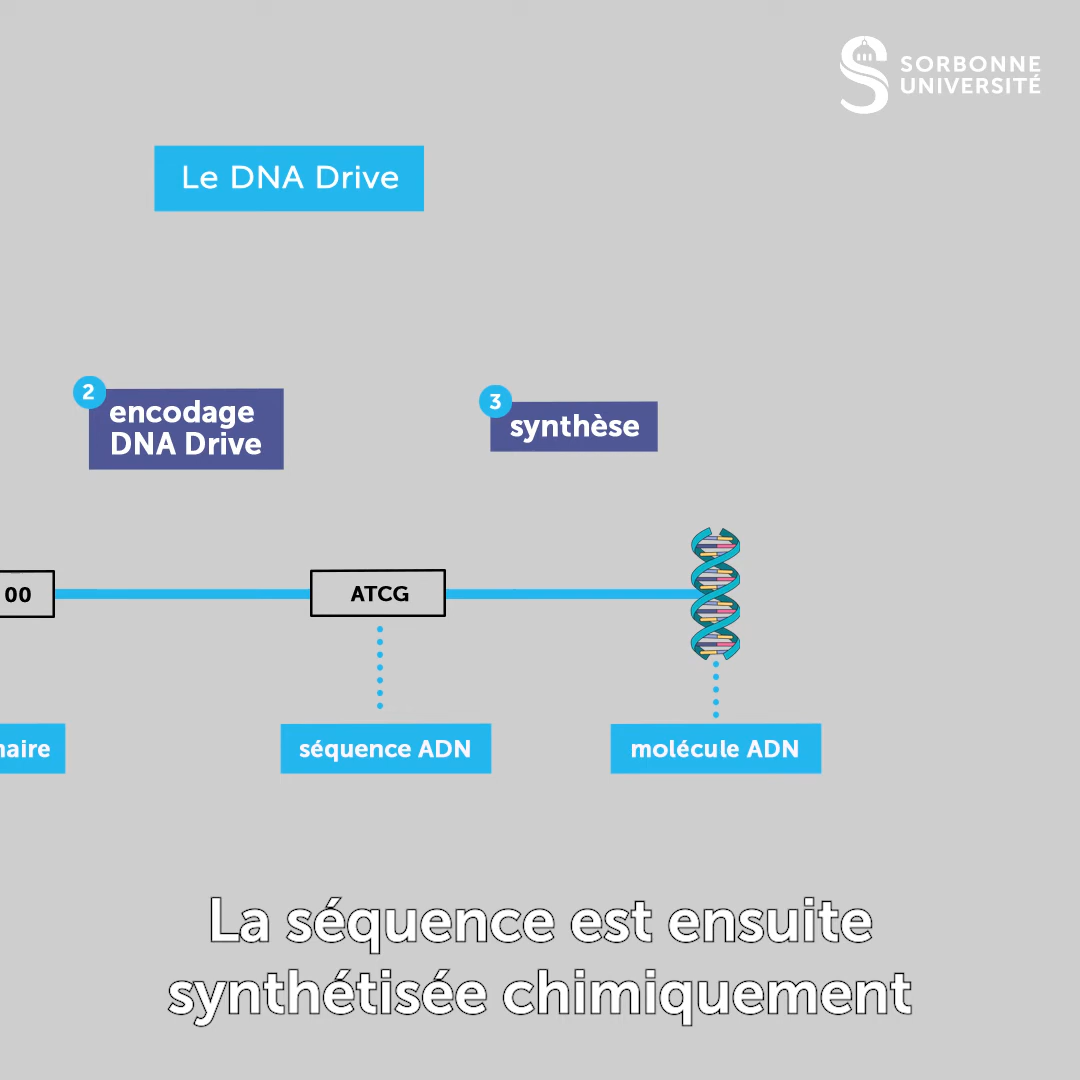 SORBONNE
UNIVERSITÉ
Le DNA Drive
2
encodage
DNA Drive
3
synthèse
00
ATCG
naire
séquence ADN
molécule ADN
La séquence est ensuite
synthétisée chimiquement